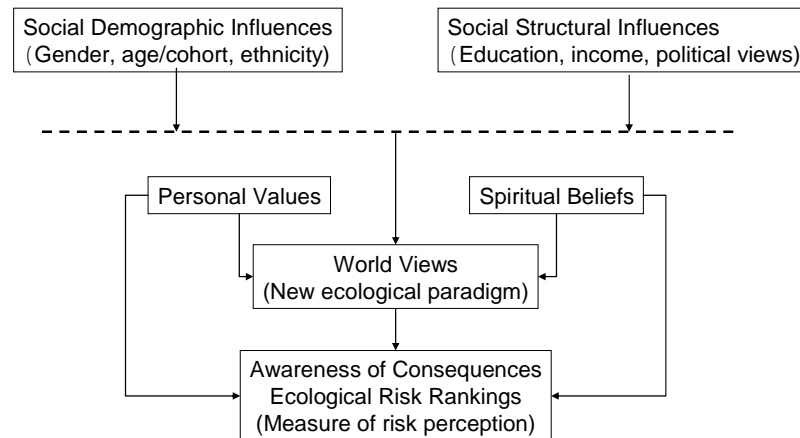 Social Demographic Influences
(Gender, age/cohort, ethnicity)
Social Structural Influences
(Education, income, political views)
Personal Values
Spiritual Beliefs
World Views
(New ecological paradigm)
Awareness of Consequences
Ecological Risk Rankings
(Measure of risk perception)